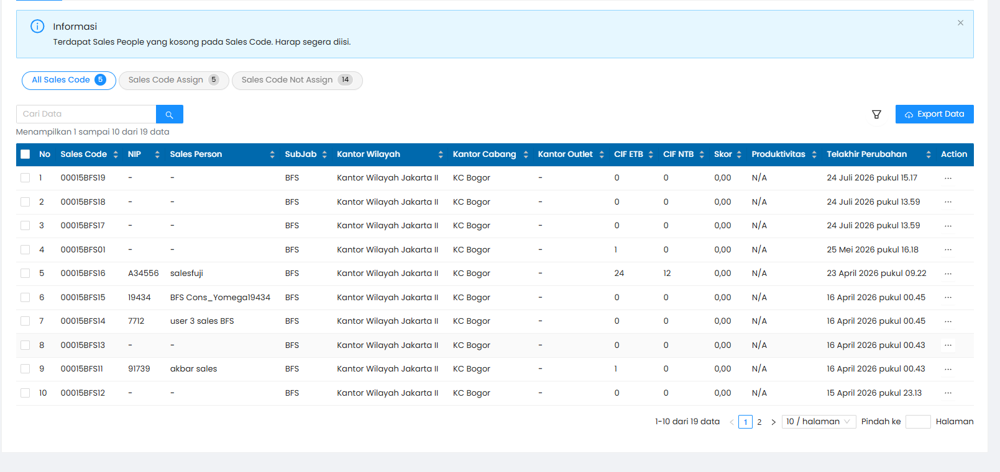 Informasi
Terdapat Sales People yang kosong pada Sales Code. Harap segera diisi.
All Sales Code 5 Sales Code Assign 5 Sales Code Not Assign 14
Cari Data Export Data
Menampilkan 1 sampai 10 dari 19 data
No Sales Code NIP Sales Person SubJab Kantor Wilayah Kantor Cabang Kantor Outlet CIF ETB CIF NTB Skor Produktivitas Telakhir Perubahan Action
1 00015BFS19 - - BFS Kantor Wilayah Jakarta II KC Bogor - 0 0 0,00 N/A 24 Juli 2026 pukul 15.17 ...
2 00015BFS18 - - BFS Kantor Wilayah Jakarta II KC Bogor - 0 0 0,00 N/A 24 Juli 2026 pukul 13.59 ...
3 00015BFS17 - - BFS Kantor Wilayah Jakarta II KC Bogor - 0 0 0,00 N/A 24 Juli 2026 pukul 13.59 ...
4 00015BFS01 - - BFS Kantor Wilayah Jakarta II KC Bogor - 1 0 0,00 N/A 25 Mei 2026 pukul 16.18 ...
5 00015BFS16 A34556 salesfuji BFS Kantor Wilayah Jakarta II KC Bogor - 24 12 0,00 N/A 23 April 2026 pukul 09.22 ...
6 00015BFS15 19434 BFS Cons_Yomega19434 BFS Kantor Wilayah Jakarta II KC Bogor - 0 0 0,00 N/A 16 April 2026 pukul 00.45 ...
7 00015BFS14 7712 user 3 sales BFS BFS Kantor Wilayah Jakarta II KC Bogor - 0 0 0,00 N/A 16 April 2026 pukul 00.45 ...
8 00015BFS13 - - BFS Kantor Wilayah Jakarta II KC Bogor - 0 0 0,00 N/A 16 April 2026 pukul 00.43 ...
9 00015BFS11 91739 akbar sales BFS Kantor Wilayah Jakarta II KC Bogor - 1 0 0,00 N/A 16 April 2026 pukul 00.43 ...
10 00015BFS12 - - BFS Kantor Wilayah Jakarta II KC Bogor - 0 0 0,00 N/A 15 April 2026 pukul 23.13 ...
1-10 dari 19 data < 1 2 > 10 / halaman Pindah ke Halaman